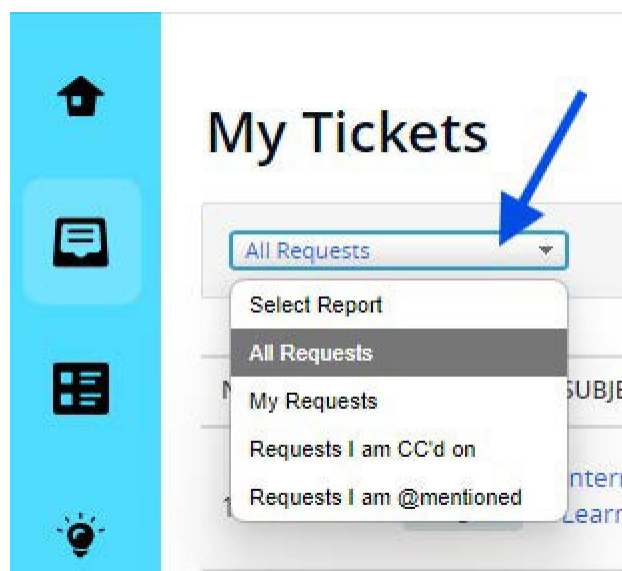 My Tickets
All Requests
Select Report
All Requests
My Requests
Requests I am CC'd on
Requests I am @mentioned